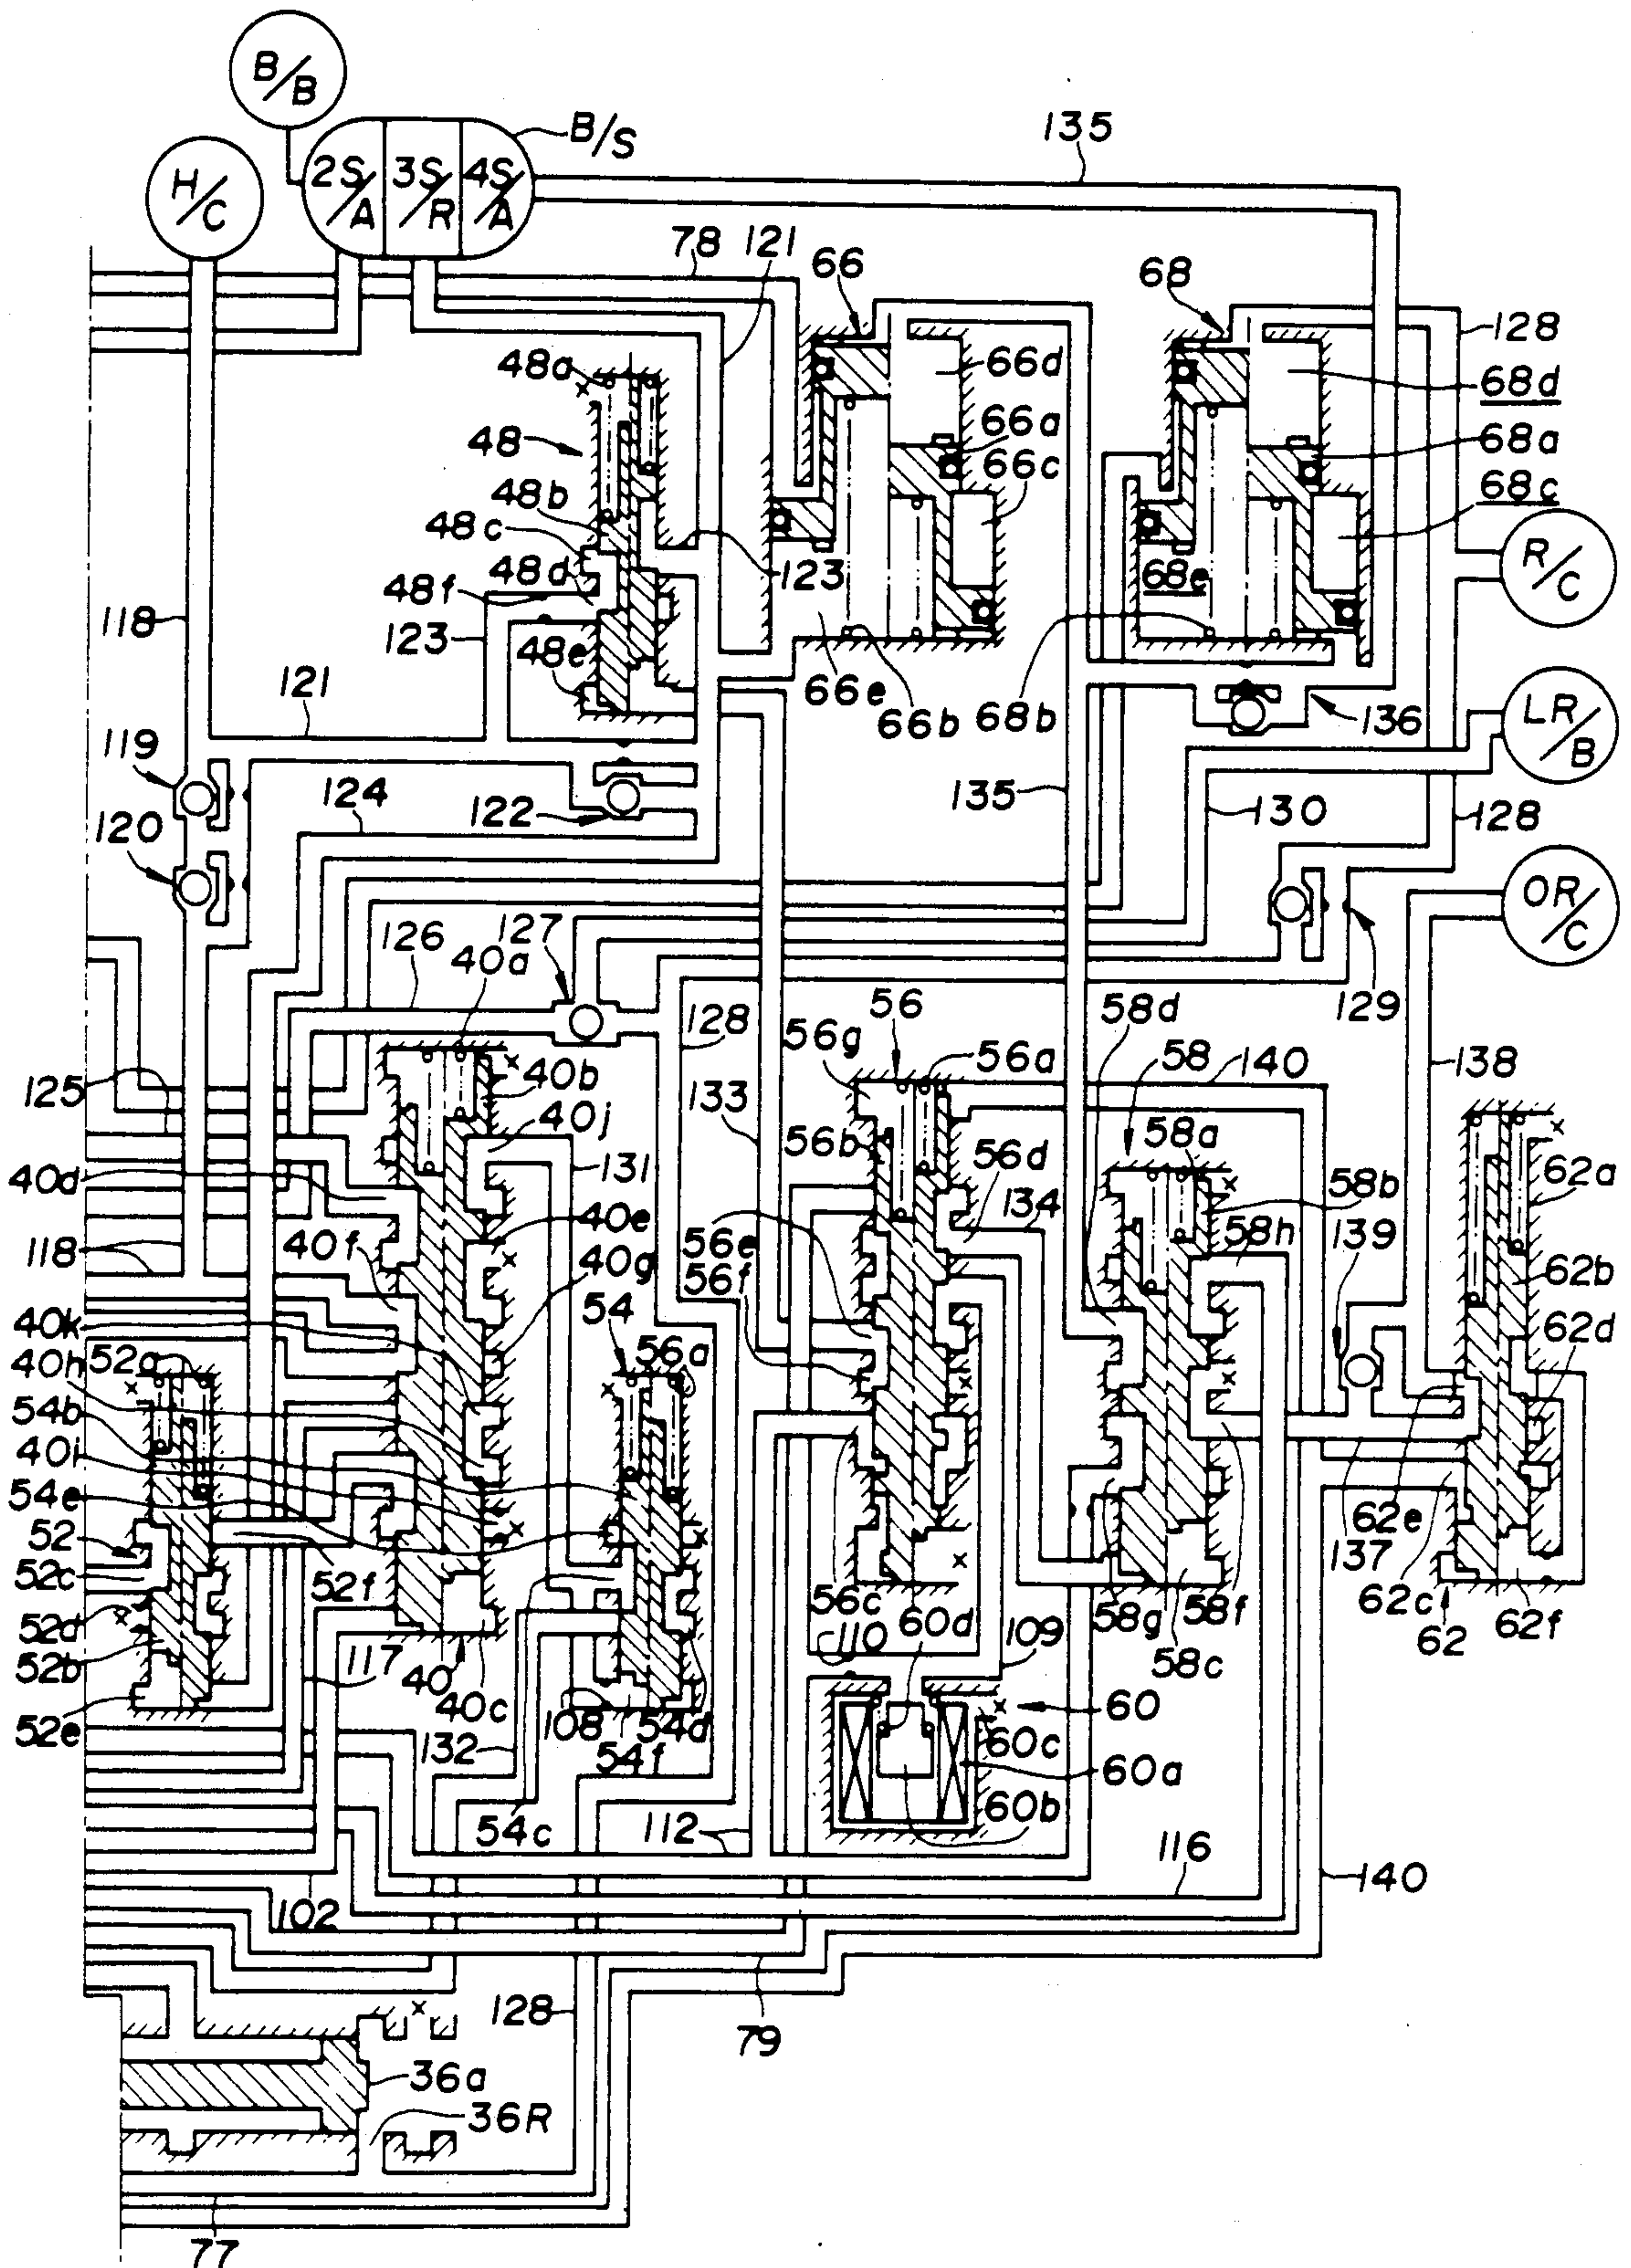 B/B
B/S
135
H/C
2S/A 3S/R 4S/A
78
121
66
68
128
48a
66d
68d
48
66a
68a
66c
68c
48b
48c
R/C
48d
123
68e
48f
118
123
48e
121
66e
66b
68b
136
LR/B
119
124
135
130
128
120
122
OR/C
126
127
40a
129
128
56
58d
56g
56a
58
140
138
125
40b
133
40j
58a
56b
131
56d
58b
62a
40d
134
40e
58h
139
118
40f
56e
40g
56f
62b
40k
54
62d
40h
52a
56a
54b
40i
54e
52
52c
52f
56c
60d
109
58g
58f
62e
137
62c
62
62f
52d
110
58c
52b
117
40
60
40c
52e
108
54d
60c
132
54f
60a
60b
54c
112
116
140
102
128
79
36a
36R
77